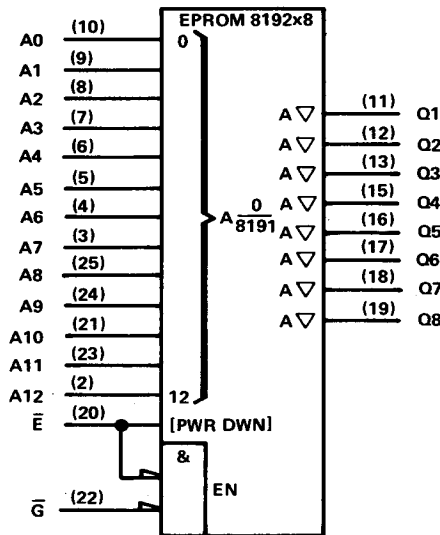 EPROM 8192x8
A0 (10) 0
A1 (9)
A2 (8)
A3 (7)
A4 (6)
A5 (5)
A6 (4)
A7 (3)
A8 (25)
A9 (24)
A10 (21)
A11 (23)
A12 (2) 12
A 0/8191
A ▽ (11) Q1
A ▽ (12) Q2
A ▽ (13) Q3
A ▽ (15) Q4
A ▽ (16) Q5
A ▽ (17) Q6
A ▽ (18) Q7
A ▽ (19) Q8
E̅ (20) [PWR DWN]
&
EN
G̅ (22)